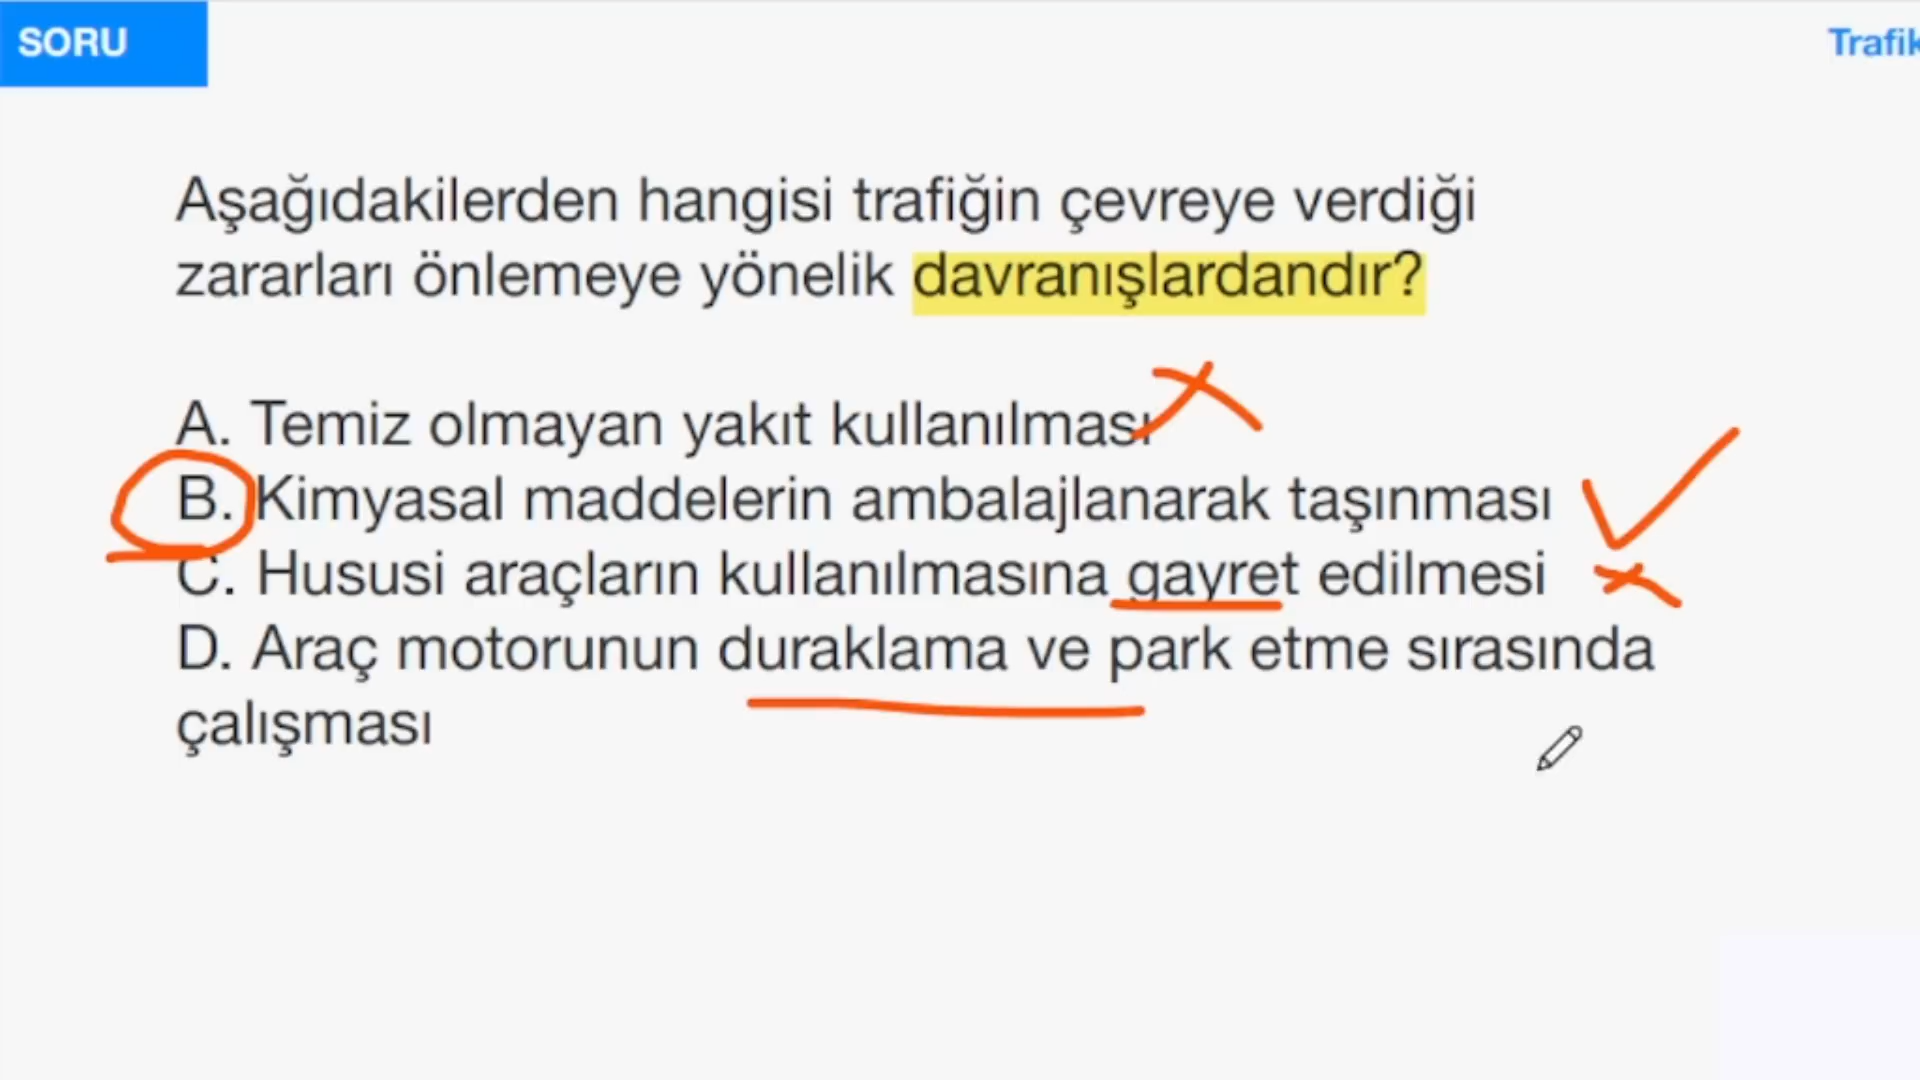 SORU
Trafik
Aşağıdakilerden hangisi trafiğin çevreye verdiği
zararları önlemeye yönelik davranışlardandır?
A. Temiz olmayan yakıt kullanılması
B. Kimyasal maddelerin ambalajlanarak taşınması
C. Hususi araçların kullanılmasına gayret edilmesi
D. Araç motorunun duraklama ve park etme sırasında
çalışması